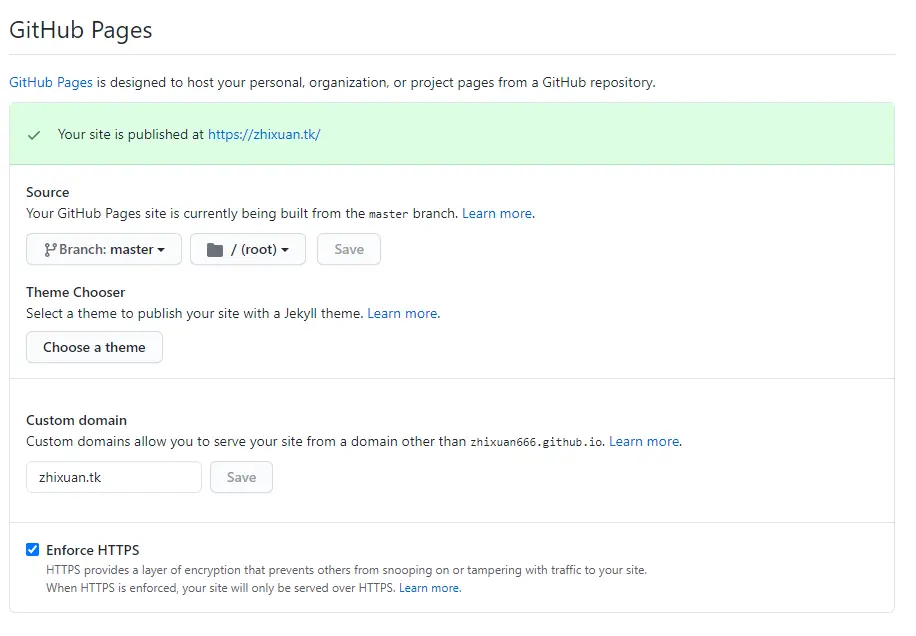 GitHub Pages
GitHub Pages is designed to host your personal, organization, or project pages from a GitHub repository.
Your site is published at https://zhixuan.tk/
Source
Your GitHub Pages site is currently being built from the master branch. Learn more.
Branch: master / (root) Save
Theme Chooser
Select a theme to publish your site with a Jekyll theme. Learn more.
Choose a theme
Custom domain
Custom domains allow you to serve your site from a domain other than zhixuan666.github.io. Learn more.
zhixuan.tk Save
Enforce HTTPS
HTTPS provides a layer of encryption that prevents others from snooping on or tampering with traffic to your site.
When HTTPS is enforced, your site will only be served over HTTPS. Learn more.